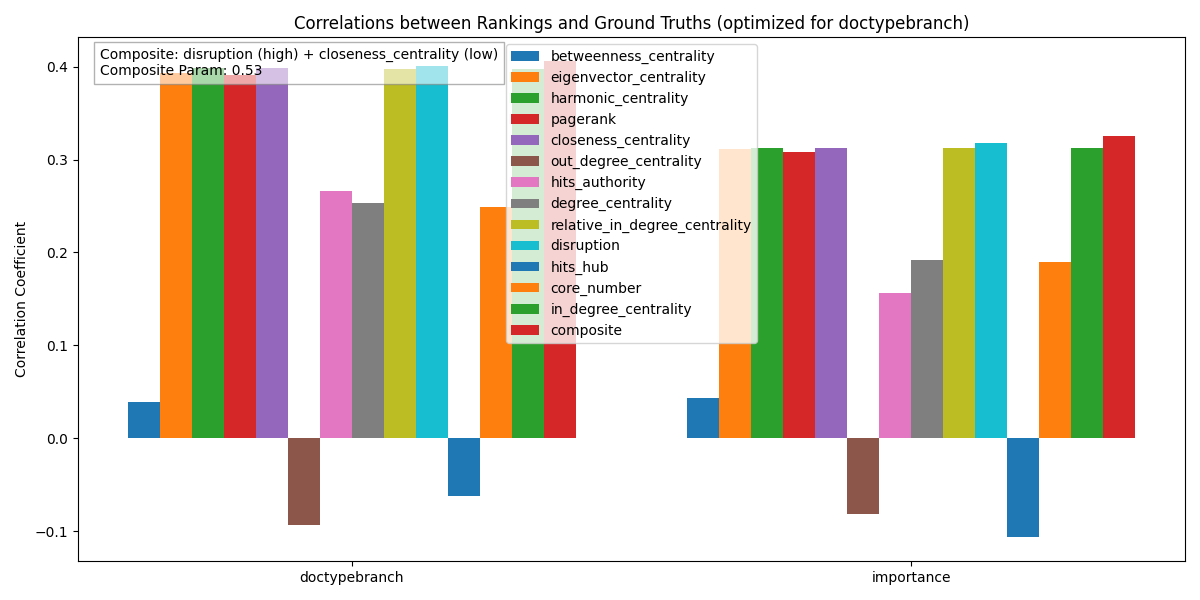 Correlations between Rankings and Ground Truths (optimized for doctypebranch)
Composite: disruption (high) + closeness_centrality (low)
Composite Param: 0.53
betweenness_centrality
eigenvector_centrality
harmonic_centrality
pagerank
closeness_centrality
out_degree_centrality
hits_authority
degree_centrality
relative_in_degree_centrality
disruption
hits_hub
core_number
in_degree_centrality
composite
Correlation Coefficient
0.4
0.3
0.2
0.1
0.0
−0.1
doctypebranch
importance